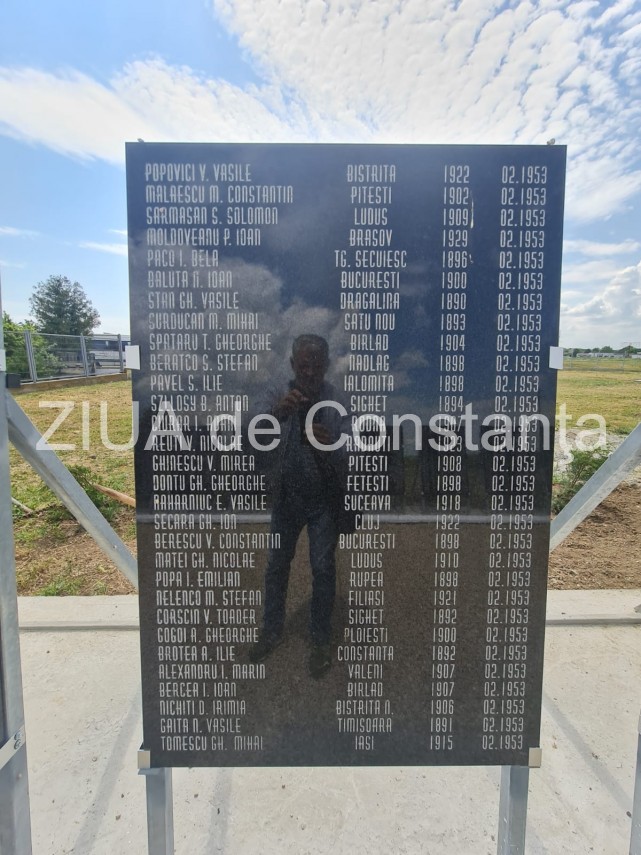 POPOVICI V. VASILE BISTRITA 1922 02.1953
MALAESCU M. CONSTANTIN PITESTI 1902 02.1953
SARMASAN S. SOLOMON LUDUS 1909 02.1953
MOLDOVEANU P. IOAN BRASOV 1929 02.1953
PACO I. BELA TG. SECUIESC 1896 02.1953
BALUTA N. IOAN BUCURESTI 1900 02.1953
STAN GH. VASILE DRAGALINA 1890 02.1953
SURDUCAN M. MIHAI SATU NOU 1893 02.1953
SPATARU T. GHEORGHE BIRLAD 1904 02.1953
BERATCO S. STEFAN NADLAG 1898 02.1953
PAVEL S. ILIE IALOMITA 1898 02.1953
SZILOSY B. ANTON SIGHET 1894 02.1953
ZIUA de Constanta
NICOLAE 02.1953
GHINESCU V. MIREA PITESTI 1908 02.1953
DONTU GH. GHEORGHE FETESTI 1898 02.1953
RAHARNIUC E. VASILE SUCEAVA 1918 02.1953
SECARA GH. ION CLUJ 1922 02.1953
BERESCU V. CONSTANTIN BUCURESTI 1898 02.1953
MATEI GH. NICOLAE LUDUS 1910 02.1953
POPA I. EMILIAN RUPEA 1898 02.1953
NELENCO M. STEFAN FILIASI 1921 02.1953
COASCIN V. TOADER SIGHET 1892 02.1953
GOGOI A. GHEORGHE PLOIESTI 1900 02.1953
BROTEA A. ILIE CONSTANTA 1892 02.1953
ALEXANDRU I. MARIN VALENI 1907 02.1953
BERCEA I. IOAN BIRLAD 1907 02.1953
NICHITI D. IRIMIA BISTRITA N. 1906 02.1953
GAITA N. VASILE TIMISOARA 1891 02.1953
TOMESCU GH. MIHAI IASI 1915 02.1953